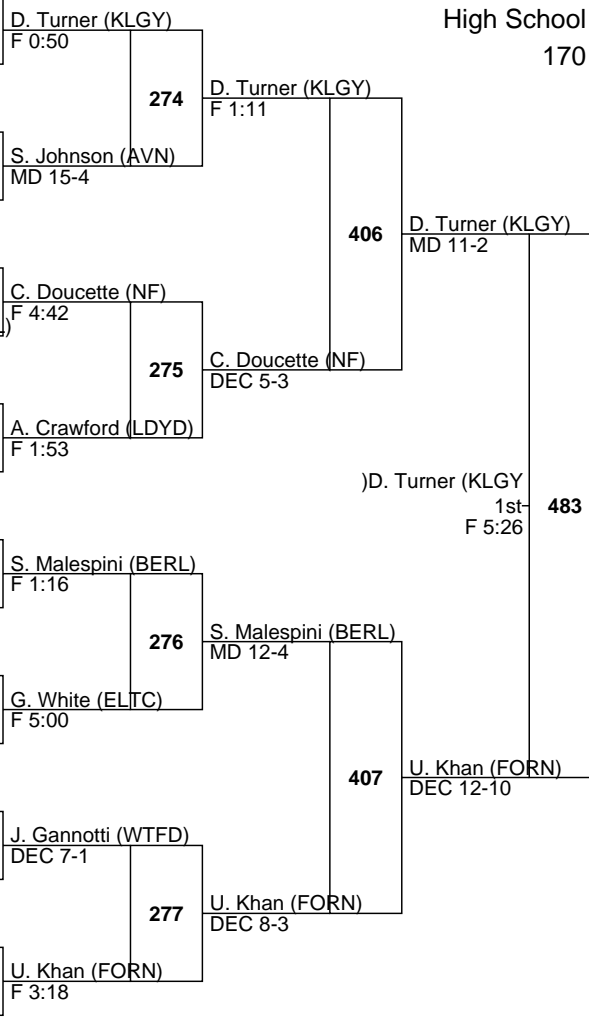 High School
170
D. Turner (KLGY)
F 0:50
274
D. Turner (KLGY)
F 1:11
S. Johnson (AVN)
MD 15-4
406
D. Turner (KLGY)
MD 11-2
C. Doucette (NF)
F 4:42
)
275
C. Doucette (NF)
DEC 5-3
A. Crawford (LDYD)
F 1:53
)D. Turner (KLGY
1st
F 5:26
483
S. Malespini (BERL)
F 1:16
276
S. Malespini (BERL)
MD 12-4
G. White (ELTC)
F 5:00
407
U. Khan (FORN)
DEC 12-10
J. Gannotti (WTFD)
DEC 7-1
277
U. Khan (FORN)
DEC 8-3
U. Khan (FORN)
F 3:18